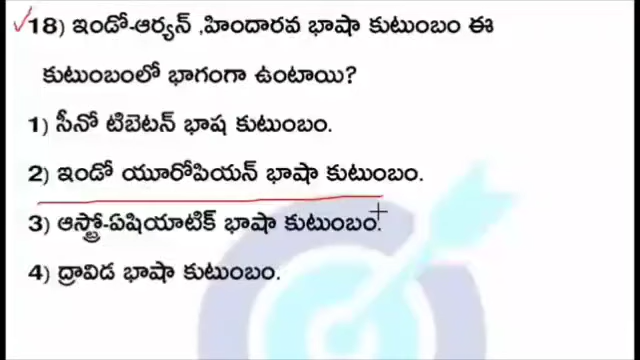 18) ఇండో-ఆర్యన్ ,హిందారవ భాషా కుటుంబం ఈ
కుటుంబంలో భాగంగా ఉంటాయి?
1) సీనో టిబెటన్ భాష కుటుంబం.
2) ఇండో యూరోపియన్ భాషా కుటుంబం.
3) ఆస్ట్రో-ఏషియాటిక్ భాషా కుటుంబం.
4) ద్రావిడ భాషా కుటుంబం.